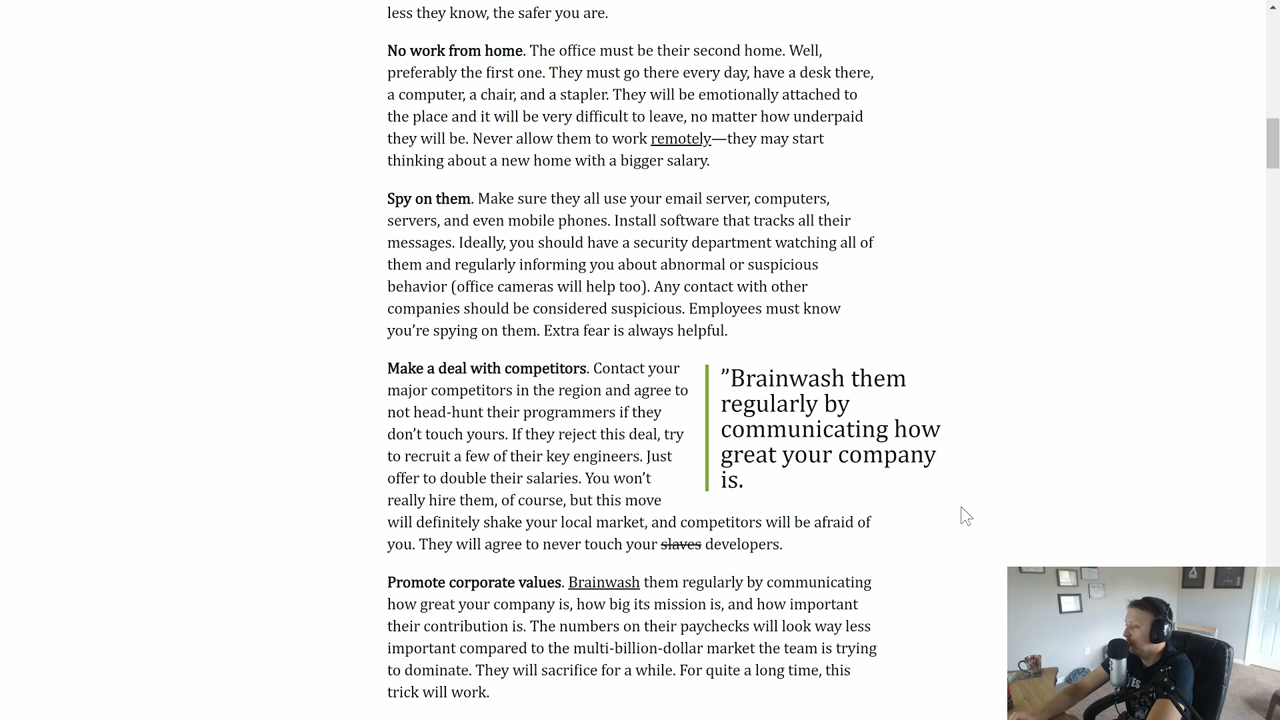 less they know, the safer you are.
No work from home. The office must be their second home. Well,
preferably the first one. They must go there every day, have a desk there,
a computer, a chair, and a stapler. They will be emotionally attached to
the place and it will be very difficult to leave, no matter how underpaid
they will be. Never allow them to work remotely—they may start
thinking about a new home with a bigger salary.
Spy on them. Make sure they all use your email server, computers,
servers, and even mobile phones. Install software that tracks all their
messages. Ideally, you should have a security department watching all of
them and regularly informing you about abnormal or suspicious
behavior (office cameras will help too). Any contact with other
companies should be considered suspicious. Employees must know
you’re spying on them. Extra fear is always helpful.
Make a deal with competitors. Contact your
major competitors in the region and agree to
not head-hunt their programmers if they
don’t touch yours. If they reject this deal, try
to recruit a few of their key engineers. Just
offer to double their salaries. You won’t
really hire them, of course, but this move
will definitely shake your local market, and competitors will be afraid of
you. They will agree to never touch your slaves developers.
”Brainwash them
regularly by
communicating how
great your company
is.
Promote corporate values. Brainwash them regularly by communicating
how great your company is, how big its mission is, and how important
their contribution is. The numbers on their paychecks will look way less
important compared to the multi-billion-dollar market the team is trying
to dominate. They will sacrifice for a while. For quite a long time, this
trick will work.